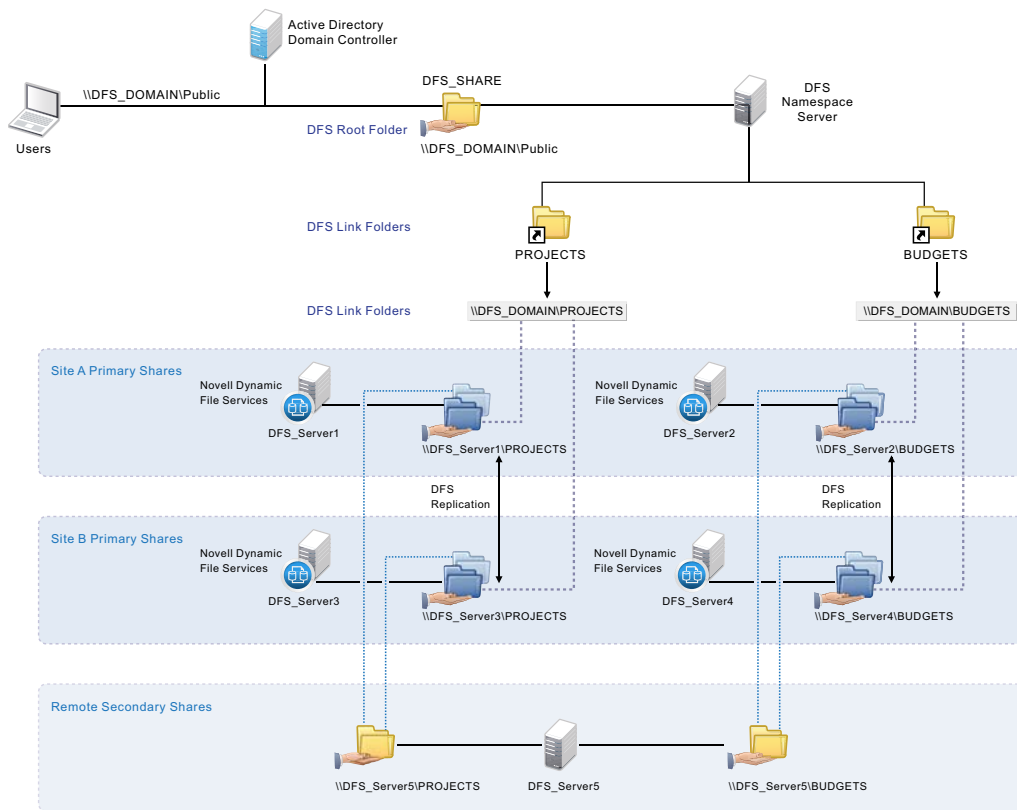 Active Directory
Domain Controller
\\DFS_DOMAIN\Public
DFS_SHARE
DFS
Namespace
Server
Users
DFS Root Folder
\\DFS_DOMAIN\Public
DFS Link Folders
PROJECTS
BUDGETS
DFS Link Folders
\\DFS_DOMAIN\PROJECTS
\\DFS_DOMAIN\BUDGETS
Site A Primary Shares
Novell Dynamic
File Services
DFS_Server1
\\DFS_Server1\PROJECTS
Novell Dynamic
File Services
DFS_Server2
\\DFS_Server2\BUDGETS
DFS
Replication
DFS
Replication
Site B Primary Shares
Novell Dynamic
File Services
DFS_Server3
\\DFS_Server3\PROJECTS
Novell Dynamic
File Services
DFS_Server4
\\DFS_Server4\BUDGETS
Remote Secondary Shares
\\DFS_Server5\PROJECTS
DFS_Server5
\\DFS_Server5\BUDGETS